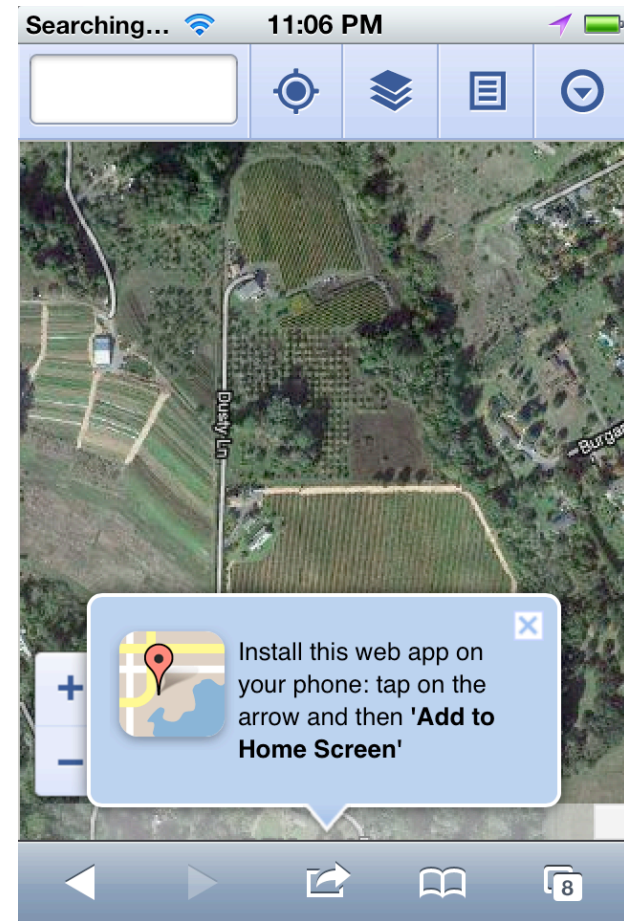 Searching... 11:06 PM
Dusty Ln
Burga
Install this web app on
your phone: tap on the
arrow and then 'Add to
Home Screen'
+
−
8